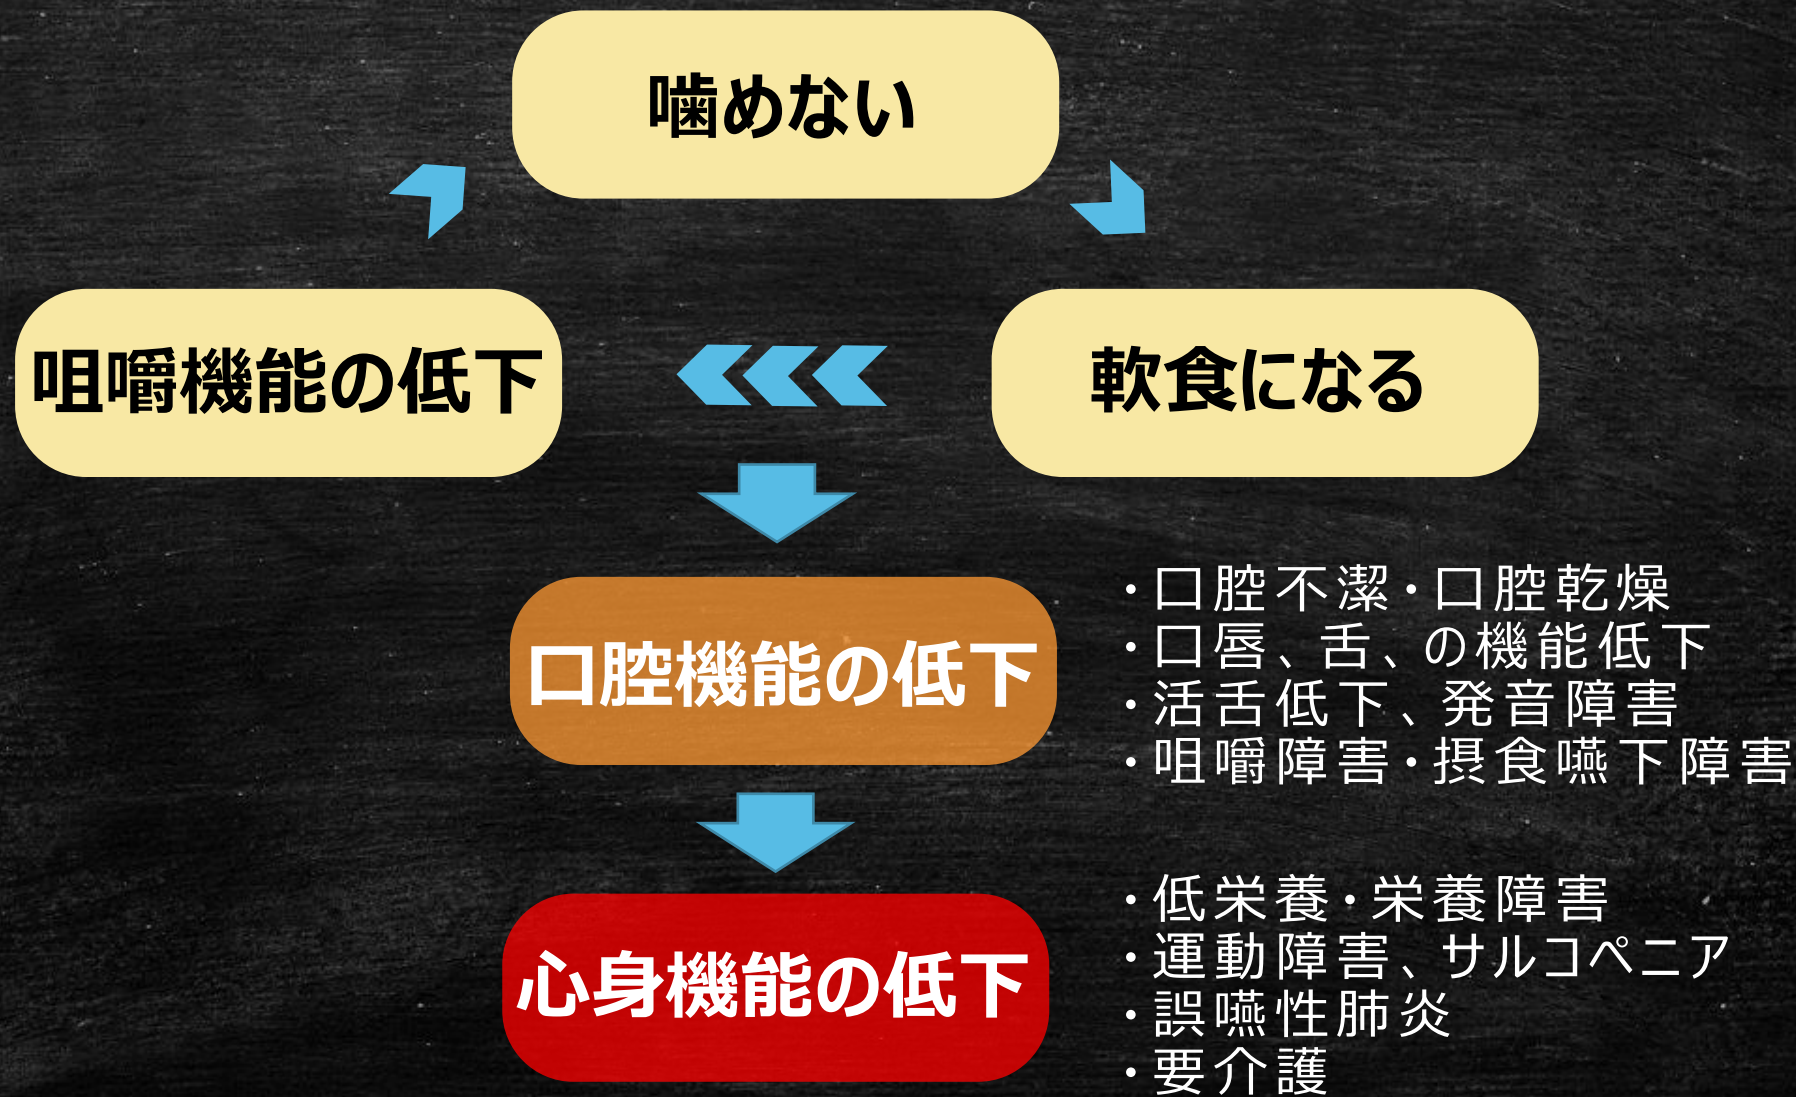 噛めない
咀嚼機能の低下
軟食になる
口腔機能の低下
・口腔不潔・口腔乾燥
・口唇、舌、の機能低下
・活舌低下、発音障害
・咀嚼障害・摂食嚥下障害
心身機能の低下
・低栄養・栄養障害
・運動障害、サルコペニア
・誤嚥性肺炎
・要介護